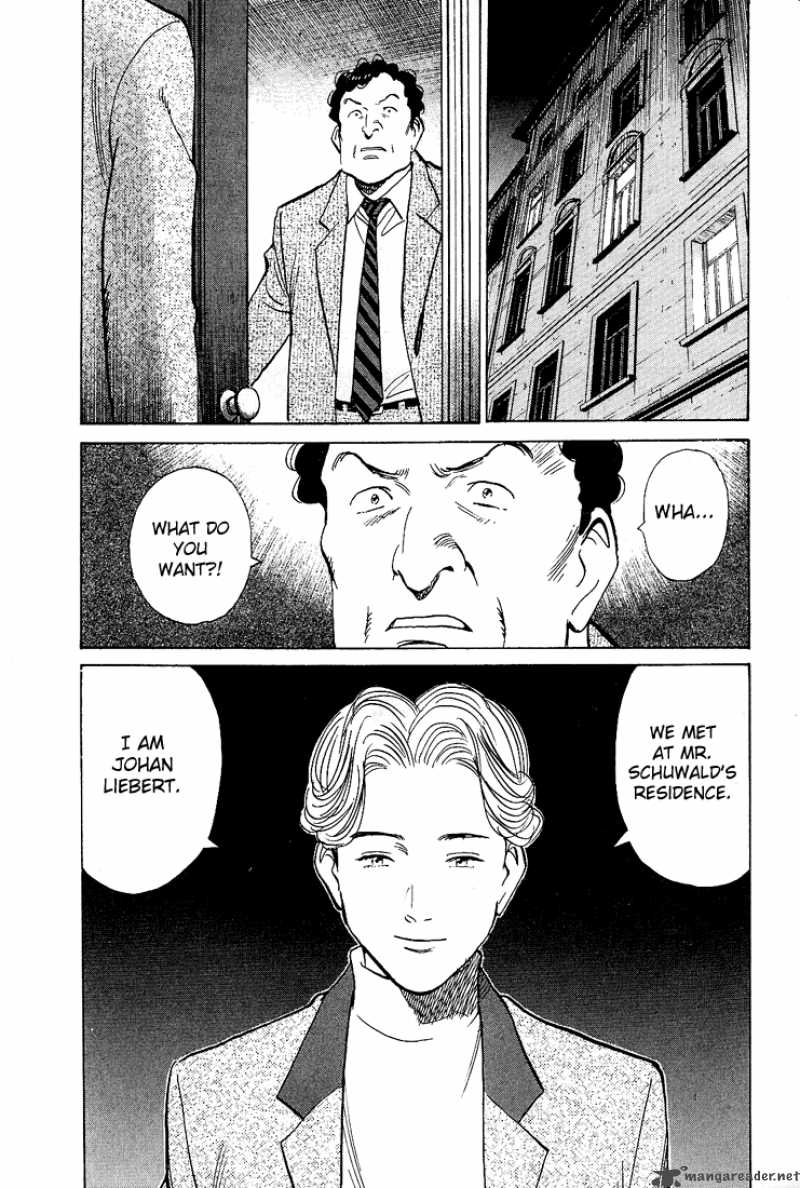 WHA...
WHAT DO
YOU
WANT?!
WE MET
AT MR.
SCHUWALD'S
RESIDENCE.
I AM
JOHAN
LIEBERT.
mangareader.net